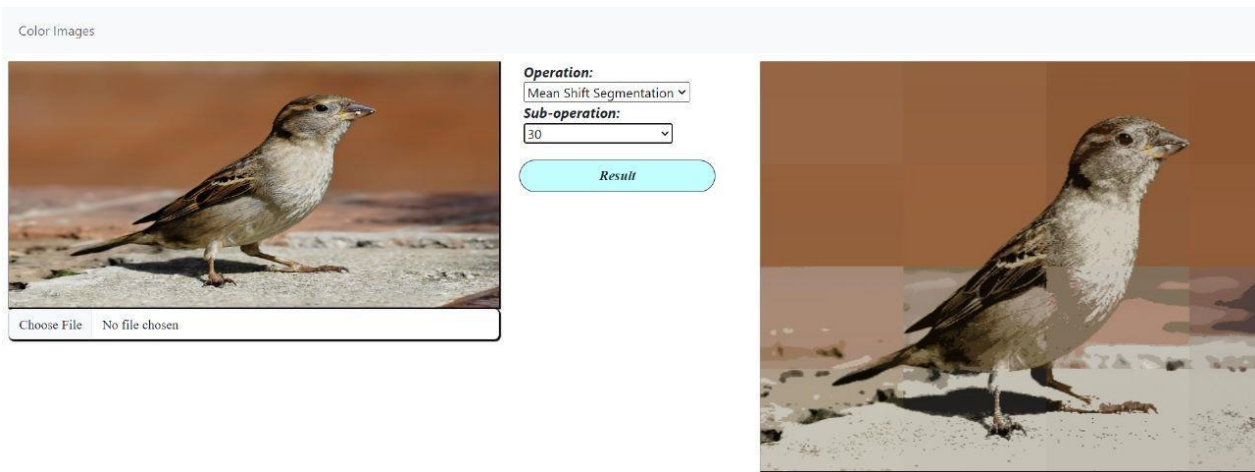 Color Images
Operation:
Mean Shift Segmentation
Sub-operation:
30
Result
Choose File No file chosen